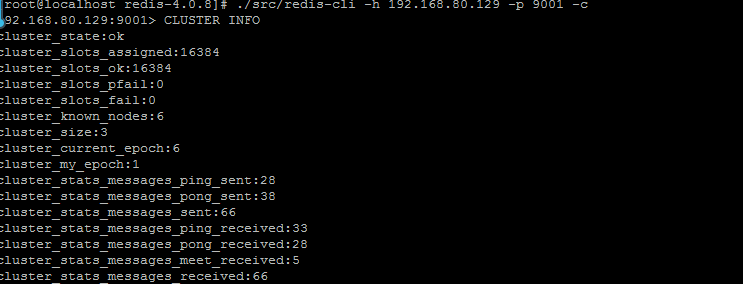 [root@localhost redis-4.0.8]# ./src/redis-cli -h 192.168.80.129 -p 9001 -c
92.168.80.129:9001> CLUSTER INFO
cluster_state:ok
cluster_slots_assigned:16384
cluster_slots_ok:16384
cluster_slots_pfail:0
cluster_slots_fail:0
cluster_known_nodes:6
cluster_size:3
cluster_current_epoch:6
cluster_my_epoch:1
cluster_stats_messages_ping_sent:28
cluster_stats_messages_pong_sent:38
cluster_stats_messages_sent:66
cluster_stats_messages_ping_received:33
cluster_stats_messages_pong_received:28
cluster_stats_messages_meet_received:5
cluster_stats_messages_received:66